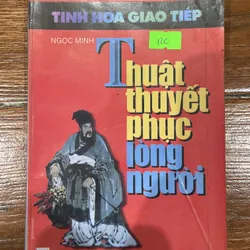 TINH HOA GIAO TIẾP
NGỌC MINH
Thuật
thuyết
phục
lòng
người